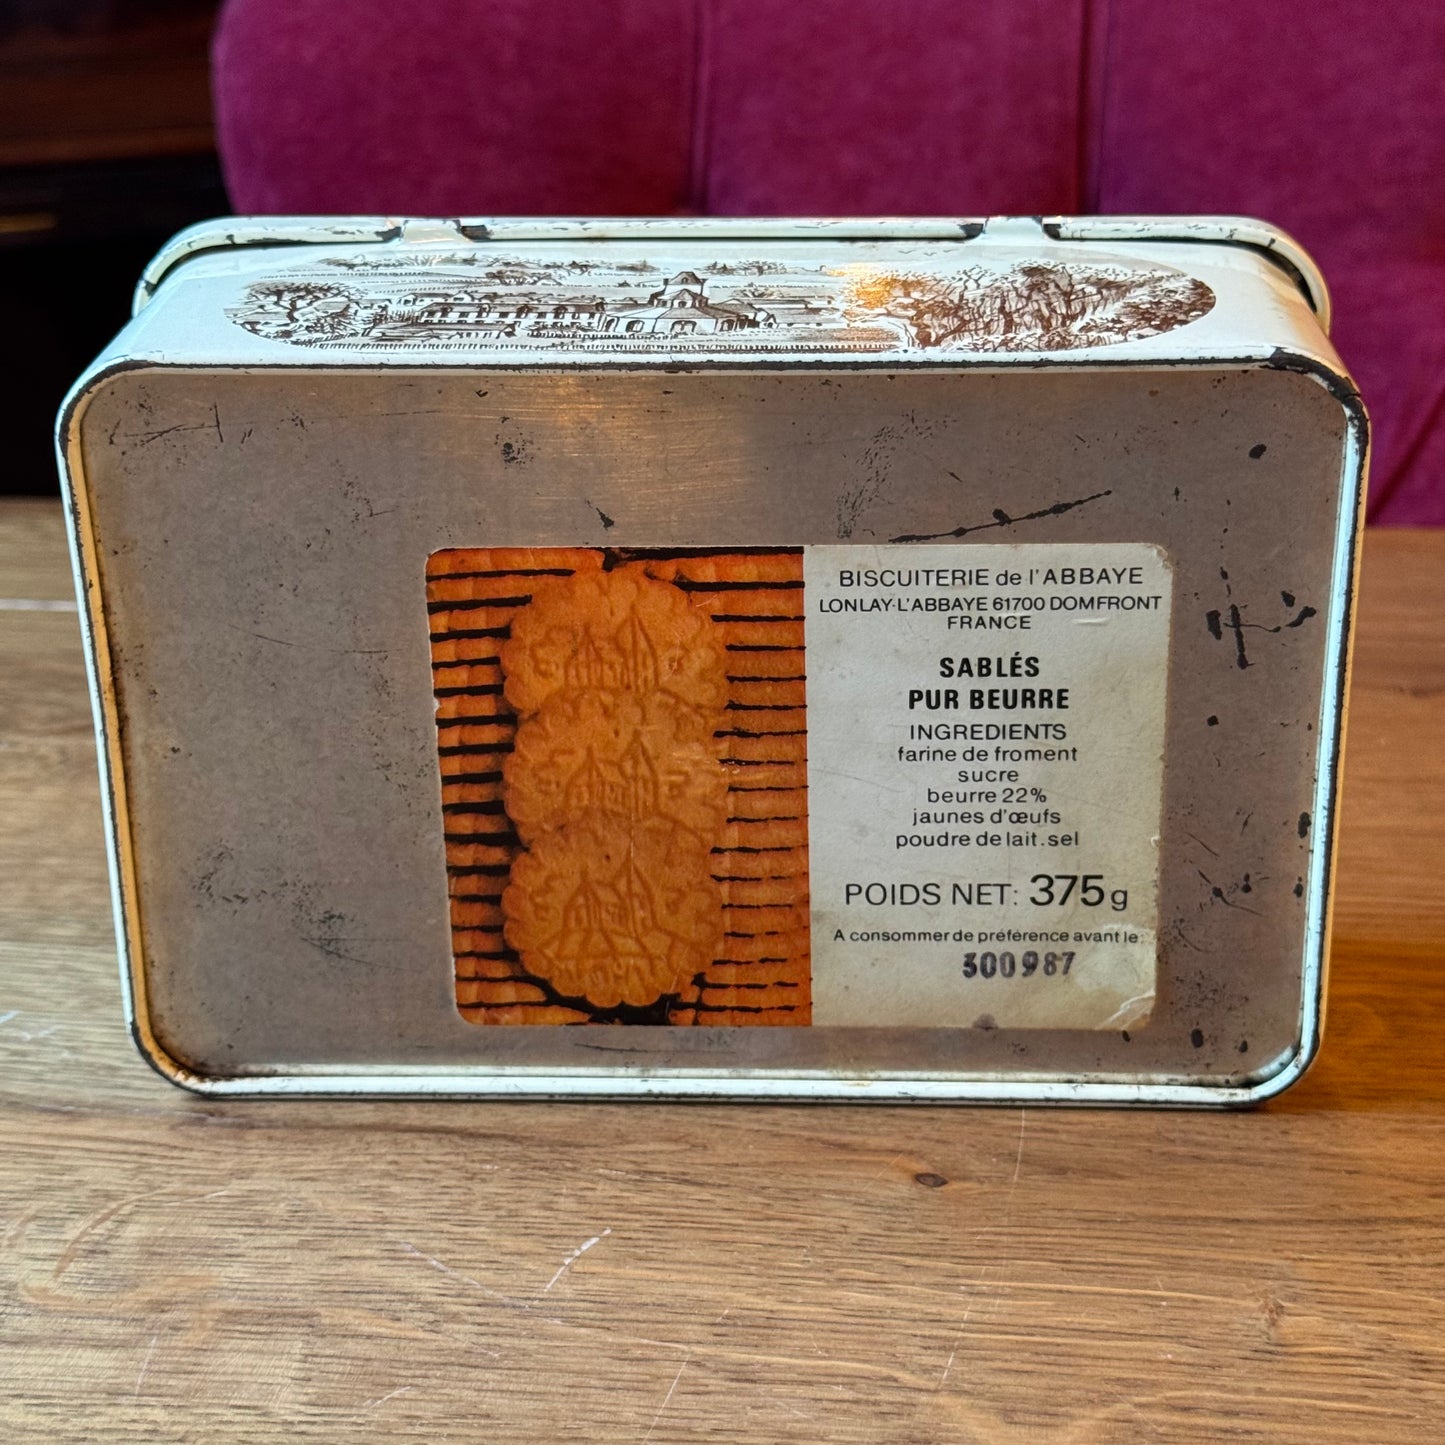 BISCUITERIE de l'ABBAYE
LONLAY-L'ABBAYE 61700 DOMFRONT
FRANCE
SABLÉS
PUR BEURRE
INGREDIENTS
farine de froment
sucre
beurre 22%
jaunes d'œufs
poudre de lait.sel
POIDS NET: 375g
A consommer de préférence avant le:
300987